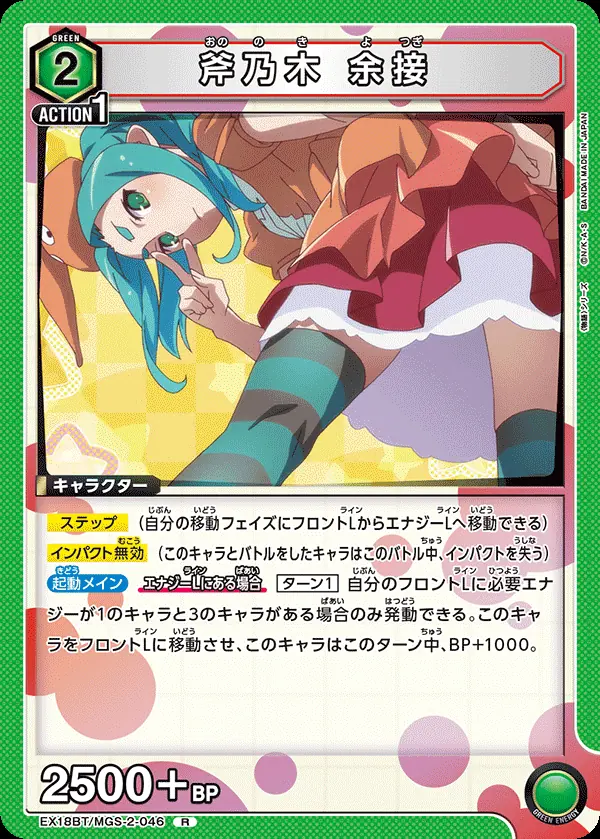 GREEN
2
ACTION1
おののき よつぎ
斧乃木 余接
BANDAI MADE IN JAPAN
©N/K・A・S
〈物語〉シリーズ
キャラクター
ステップ (自分の移動フェイズにフロントLからエナジーLへ移動できる)
インパクト無効 (このキャラとバトルをしたキャラはこのバトル中、インパクトを失う)
起動メイン エナジーLにある場合 ターン1 自分のフロントLに必要エナ
ジーが1のキャラと3のキャラがある場合のみ発動できる。このキャ
ラをフロントLに移動させ、このキャラはこのターン中、BP+1000。
2500+BP
EX18BT/MGS-2-046 R
GREEN ENERGY